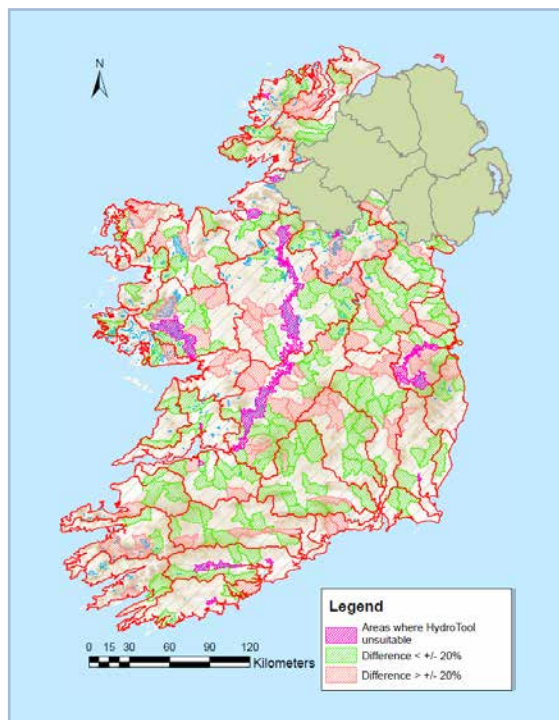 N
Legend
Areas where HydroTool
unsuitable
Difference < +/- 20%
Difference > +/- 20%
0 15 30 60 90 120
Kilometers